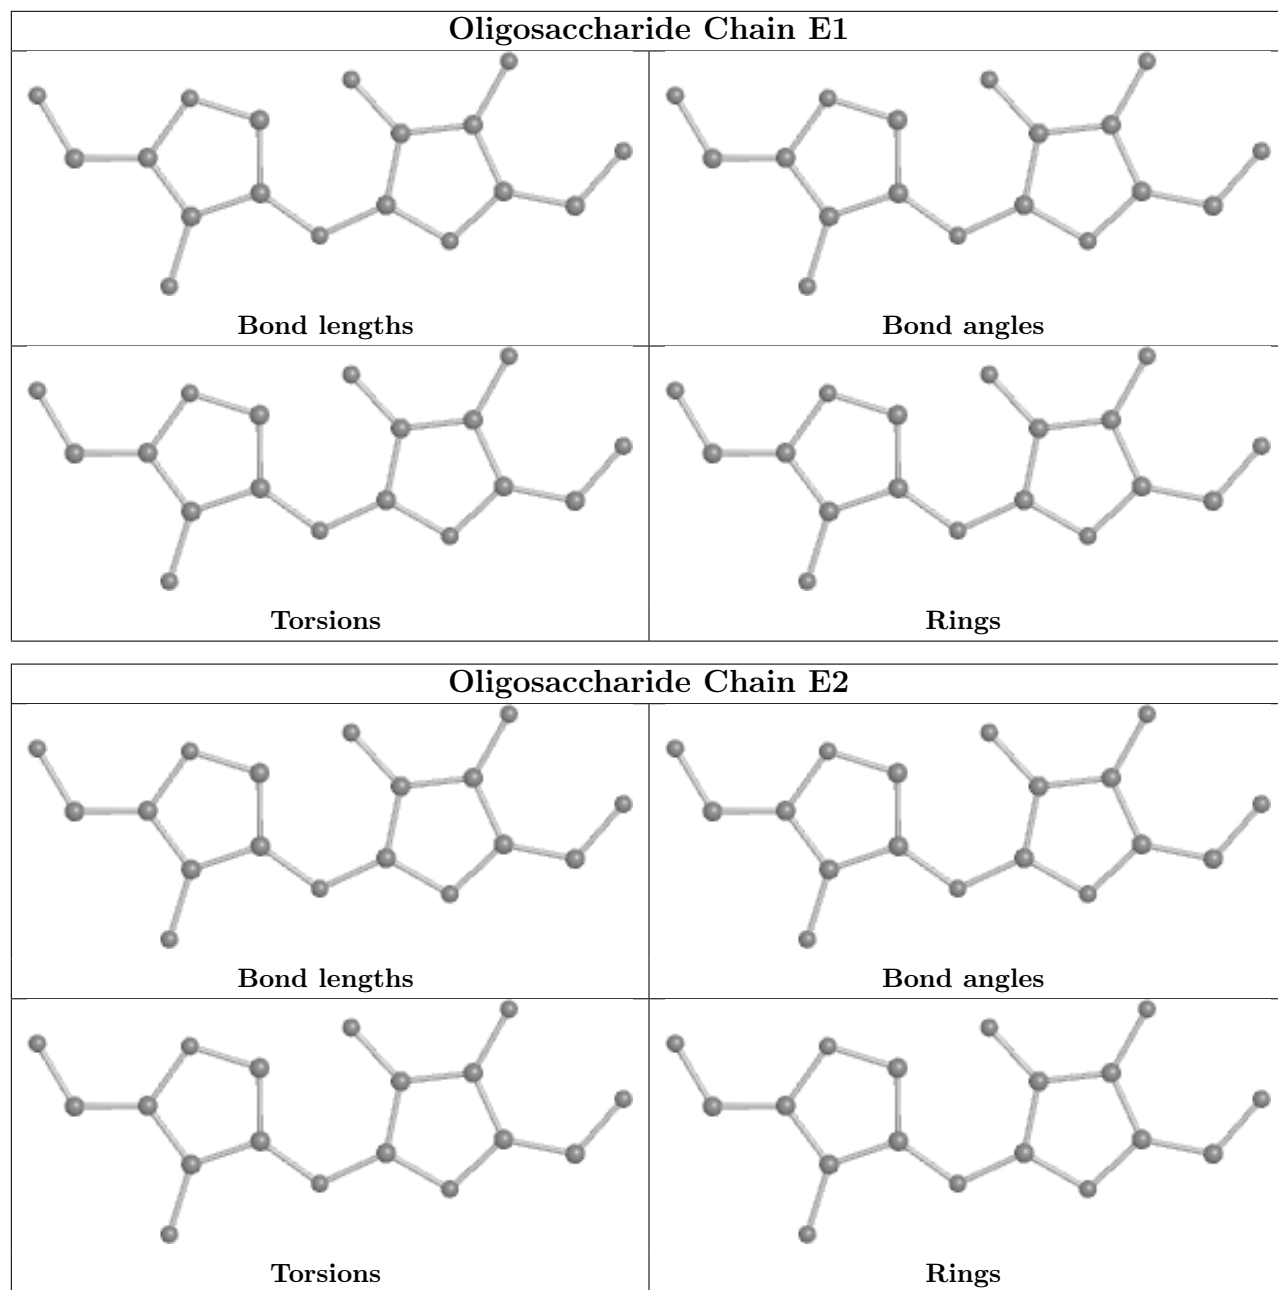 Oligosaccharide Chain E1
Bond lengths
Bond angles
Torsions
Rings
Oligosaccharide Chain E2
Bond lengths
Bond angles
Torsions
Rings